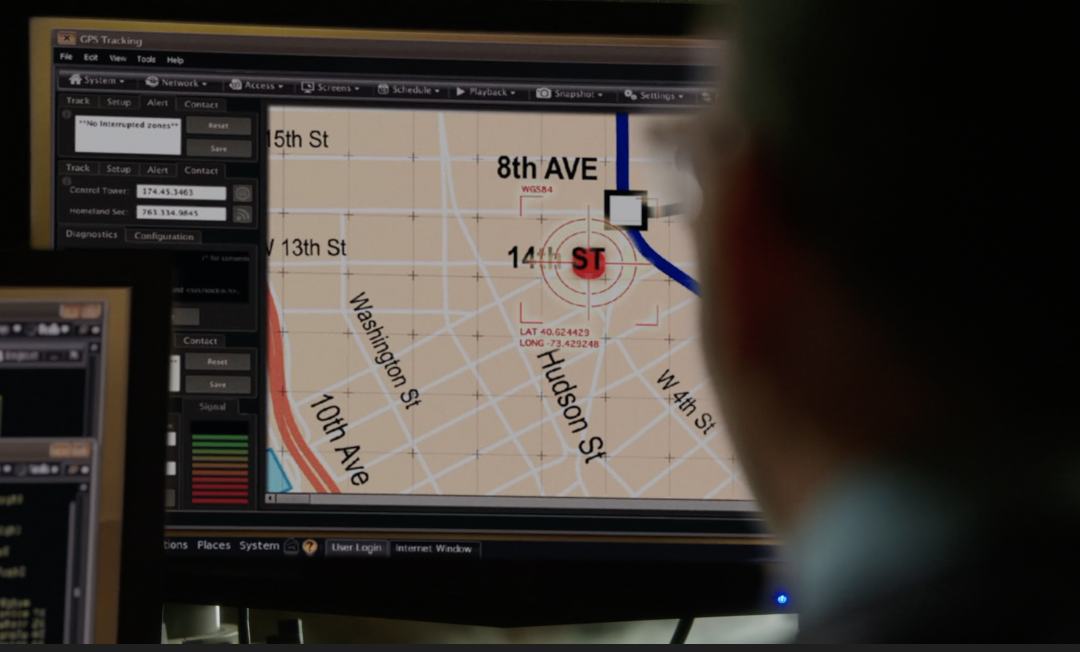 GPS Tracking
File Edit View Tools Help
System Network Access Screens Schedule Playback Snapshot Settings
Track Setup Alert Contact
**No Interrupted zones**
Reset
Save
Track Setup Alert Contact
Control Tower: 174.45.3463
Homeland Sec: 763.334.9845
Diagnostics Configuration
Contact
Reset
Save
Signal
15th St
8th AVE
WGS84
W 13th St
14th ST
LAT 40.624429
LONG -73.429248
Washington St
Hudson St
W 4th St
10th Ave
Places System User Login Internet Window